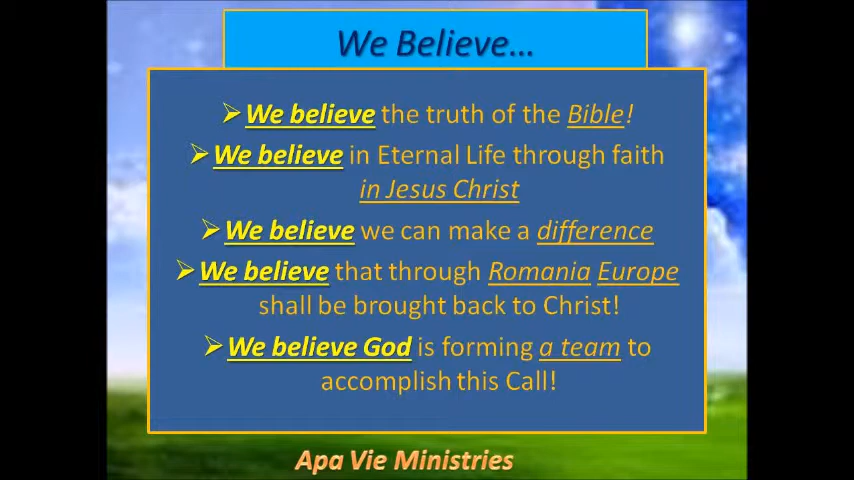 We Believe...
➢We believe the truth of the Bible!
➢We believe in Eternal Life through faith
in Jesus Christ
➢We believe we can make a difference
➢We believe that through Romania Europe
shall be brought back to Christ!
➢We believe God is forming a team to
accomplish this Call!
Apa Vie Ministries